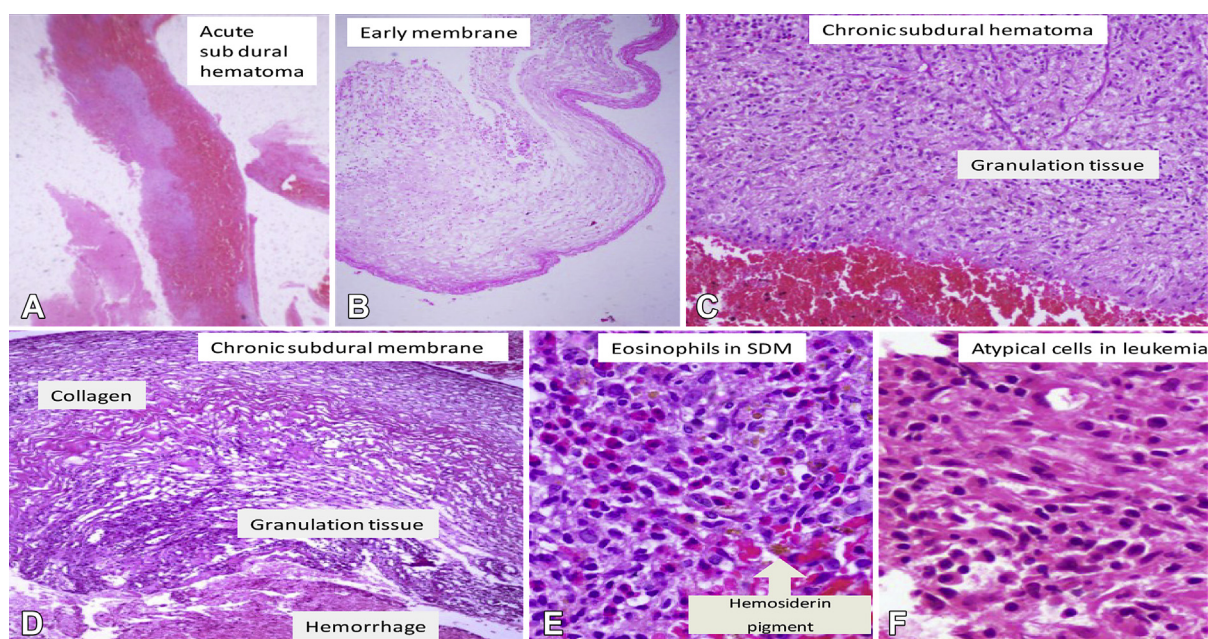 Acute
sub dural
hematoma
A
Early membrane
B
Chronic subdural hematoma
Granulation tissue
C
Chronic subdural membrane
Collagen
Granulation tissue
Hemorrhage
D
Eosinophils in SDM
Hemosiderin
pigment
E
Atypical cells in leukemia
F